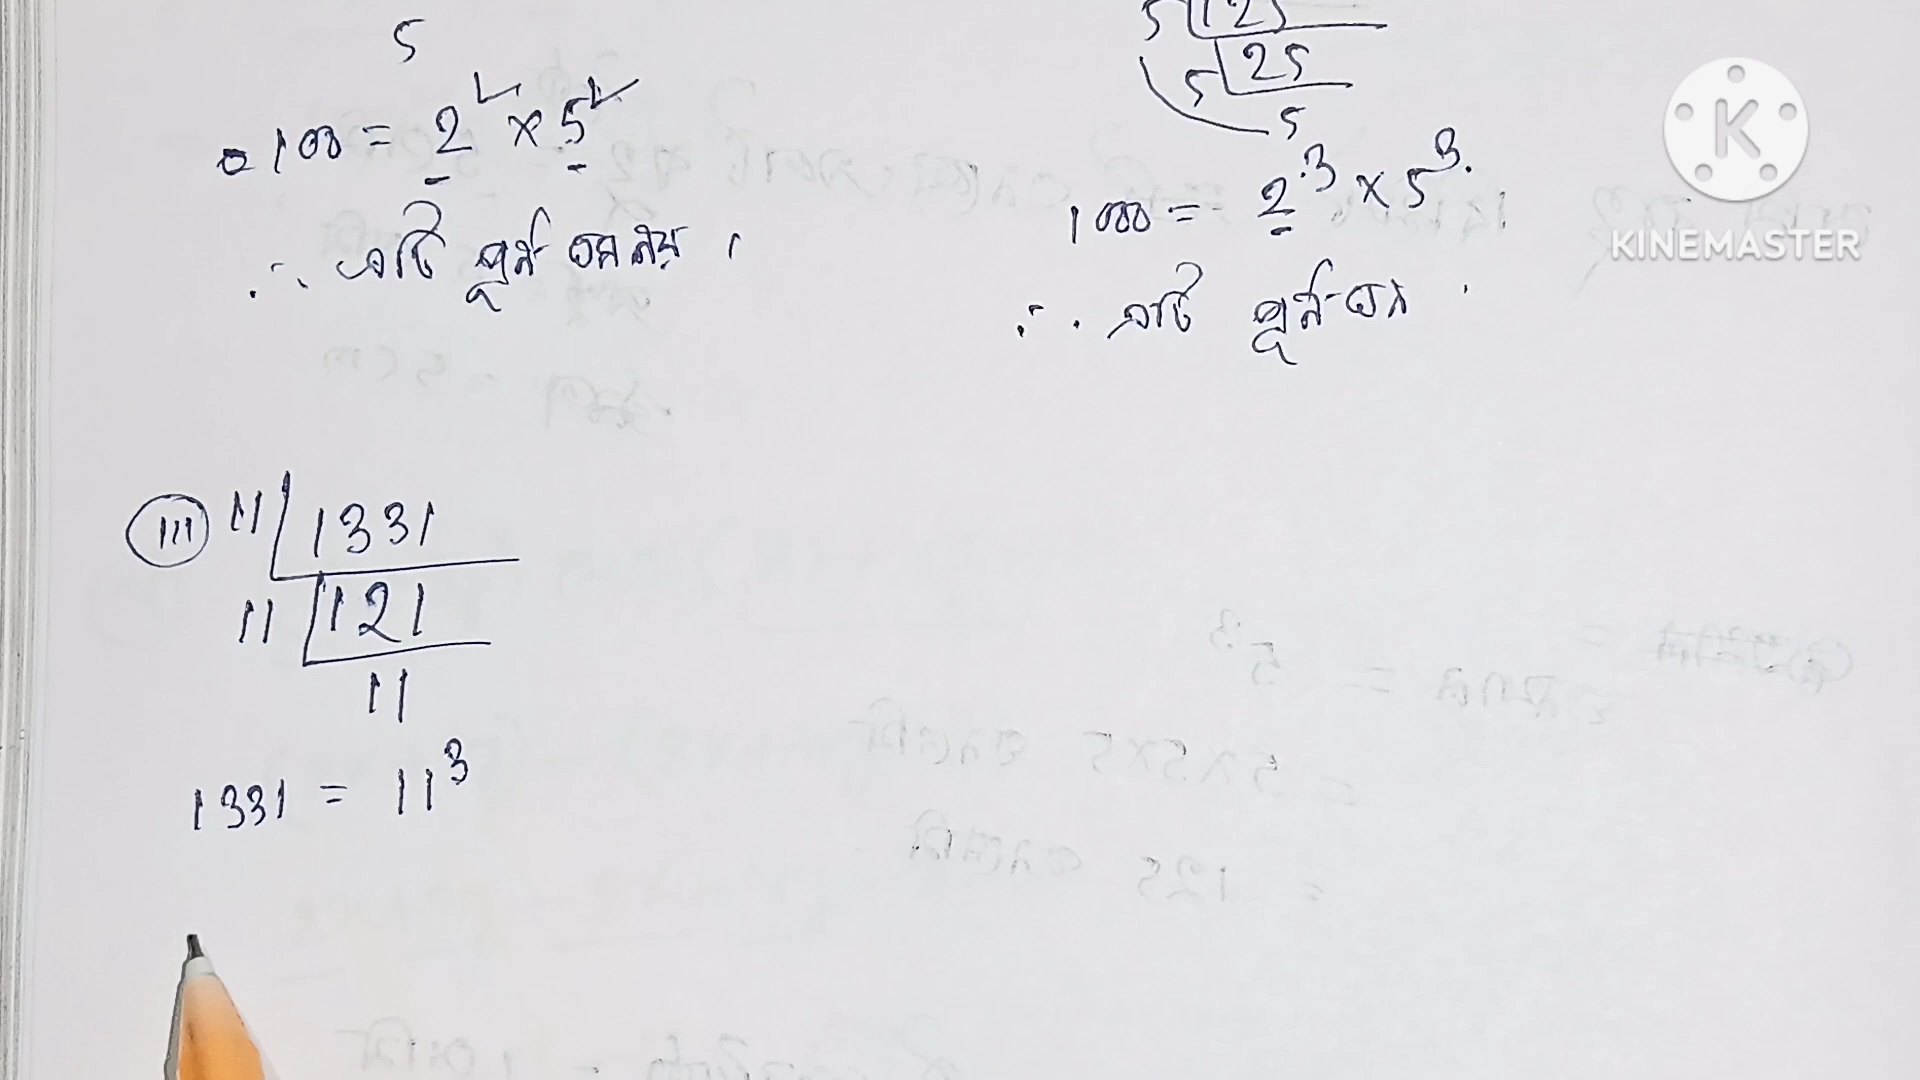 5
100 = 2² × 5²
∴ এটি পূর্ন ঘন নয় ।
5 125
5 25
5
1000 = 2³ × 5³.
∴ এটি পূর্ন ঘন
K
KINEMASTER
III 11 1331
11 121
11
1331 = 11³